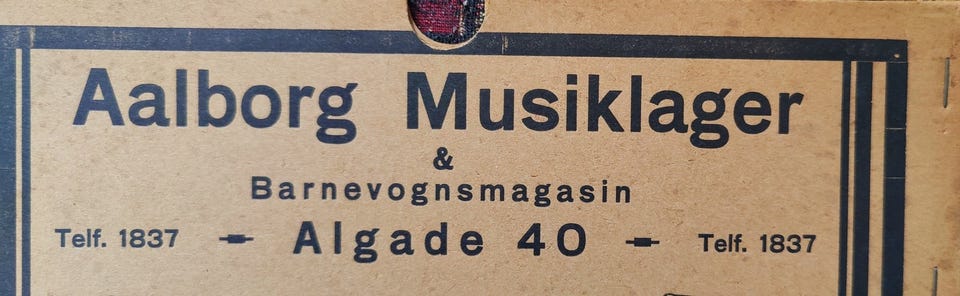 Aalborg Musiklager
&
Barnevognsmagasin
Telf. 1837 Algade 40 Telf. 1837